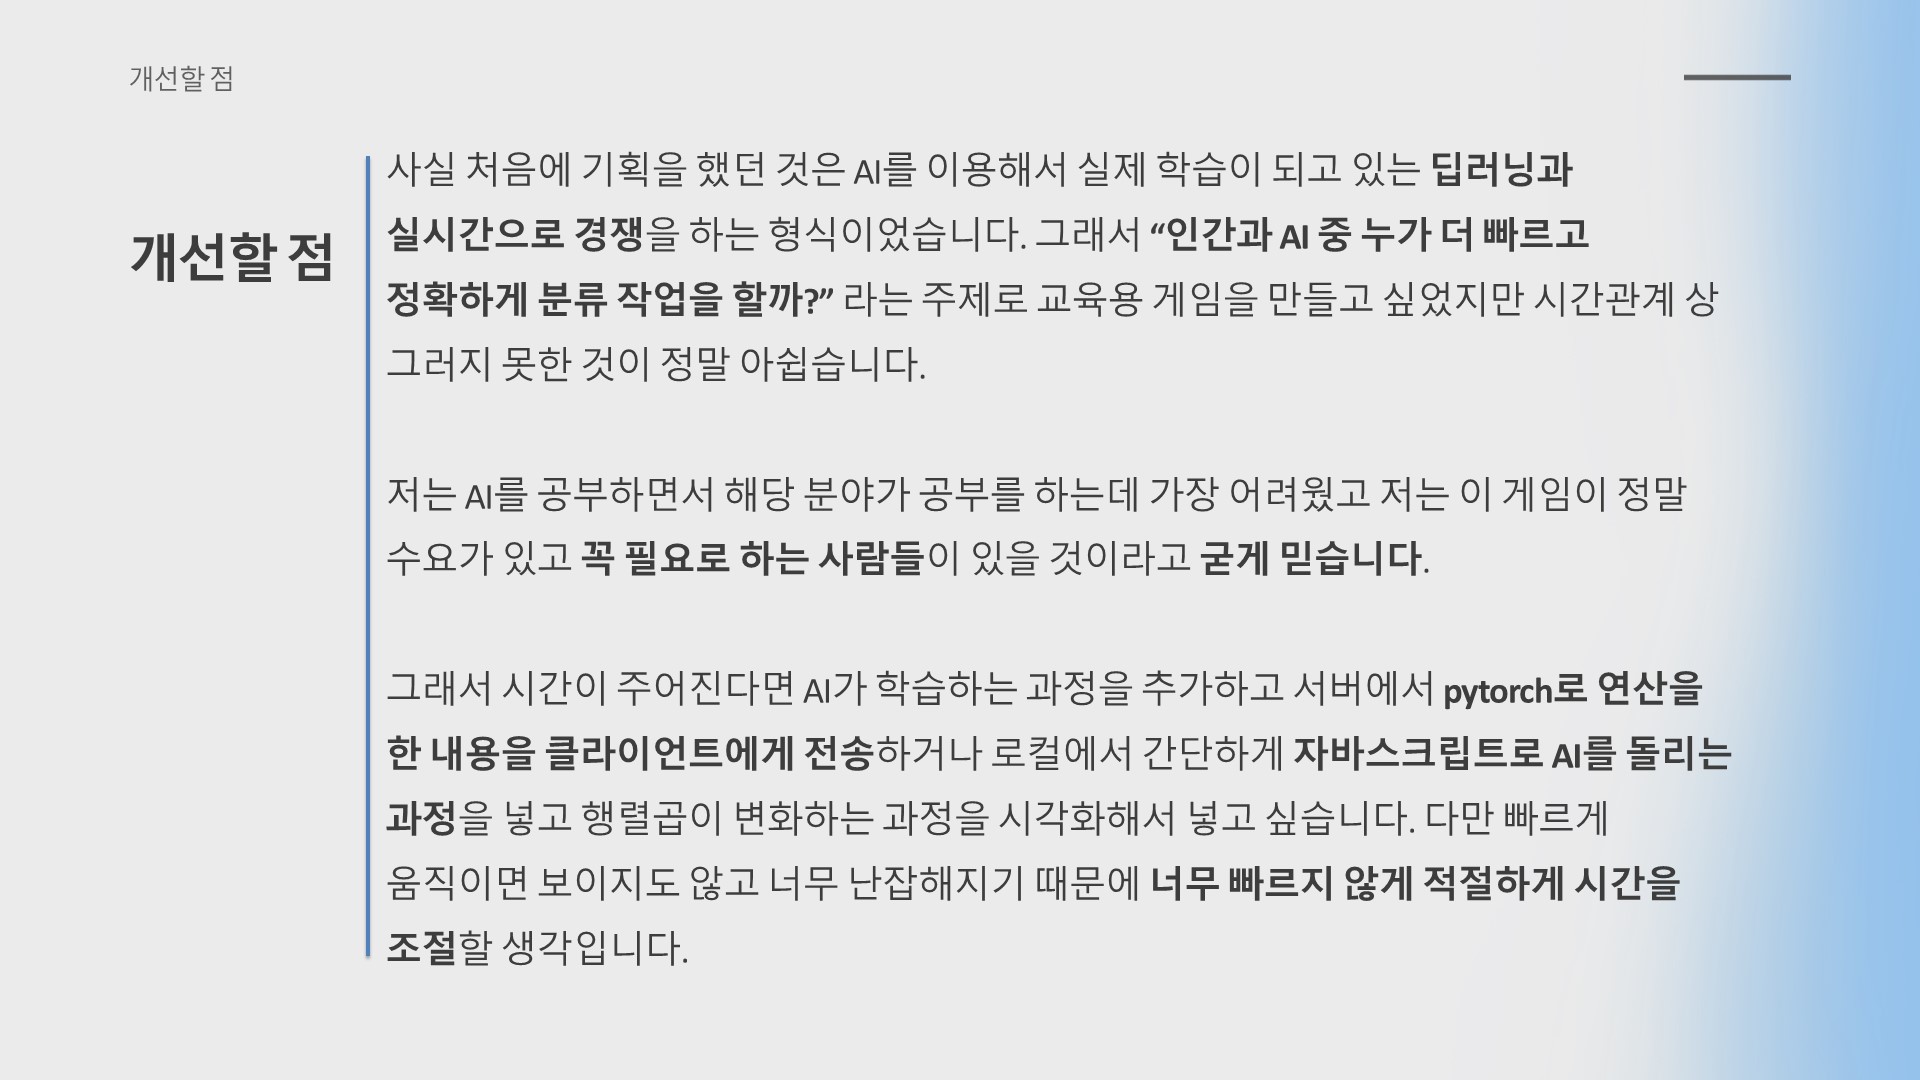 개선할 점
개선할 점
사실 처음에 기획을 했던 것은 AI를 이용해서 실제 학습이 되고 있는 딥러닝과
실시간으로 경쟁을 하는 형식이었습니다. 그래서 “인간과 AI 중 누가 더 빠르고
정확하게 분류 작업을 할까?” 라는 주제로 교육용 게임을 만들고 싶었지만 시간관계 상
그러지 못한 것이 정말 아쉽습니다.
저는 AI를 공부하면서 해당 분야가 공부를 하는데 가장 어려웠고 저는 이 게임이 정말
수요가 있고 꼭 필요로 하는 사람들이 있을 것이라고 굳게 믿습니다.
그래서 시간이 주어진다면 AI가 학습하는 과정을 추가하고 서버에서 pytorch로 연산을
한 내용을 클라이언트에게 전송하거나 로컬에서 간단하게 자바스크립트로 AI를 돌리는
과정을 넣고 행렬곱이 변화하는 과정을 시각화해서 넣고 싶습니다. 다만 빠르게
움직이면 보이지도 않고 너무 난잡해지기 때문에 너무 빠르지 않게 적절하게 시간을
조절할 생각입니다.